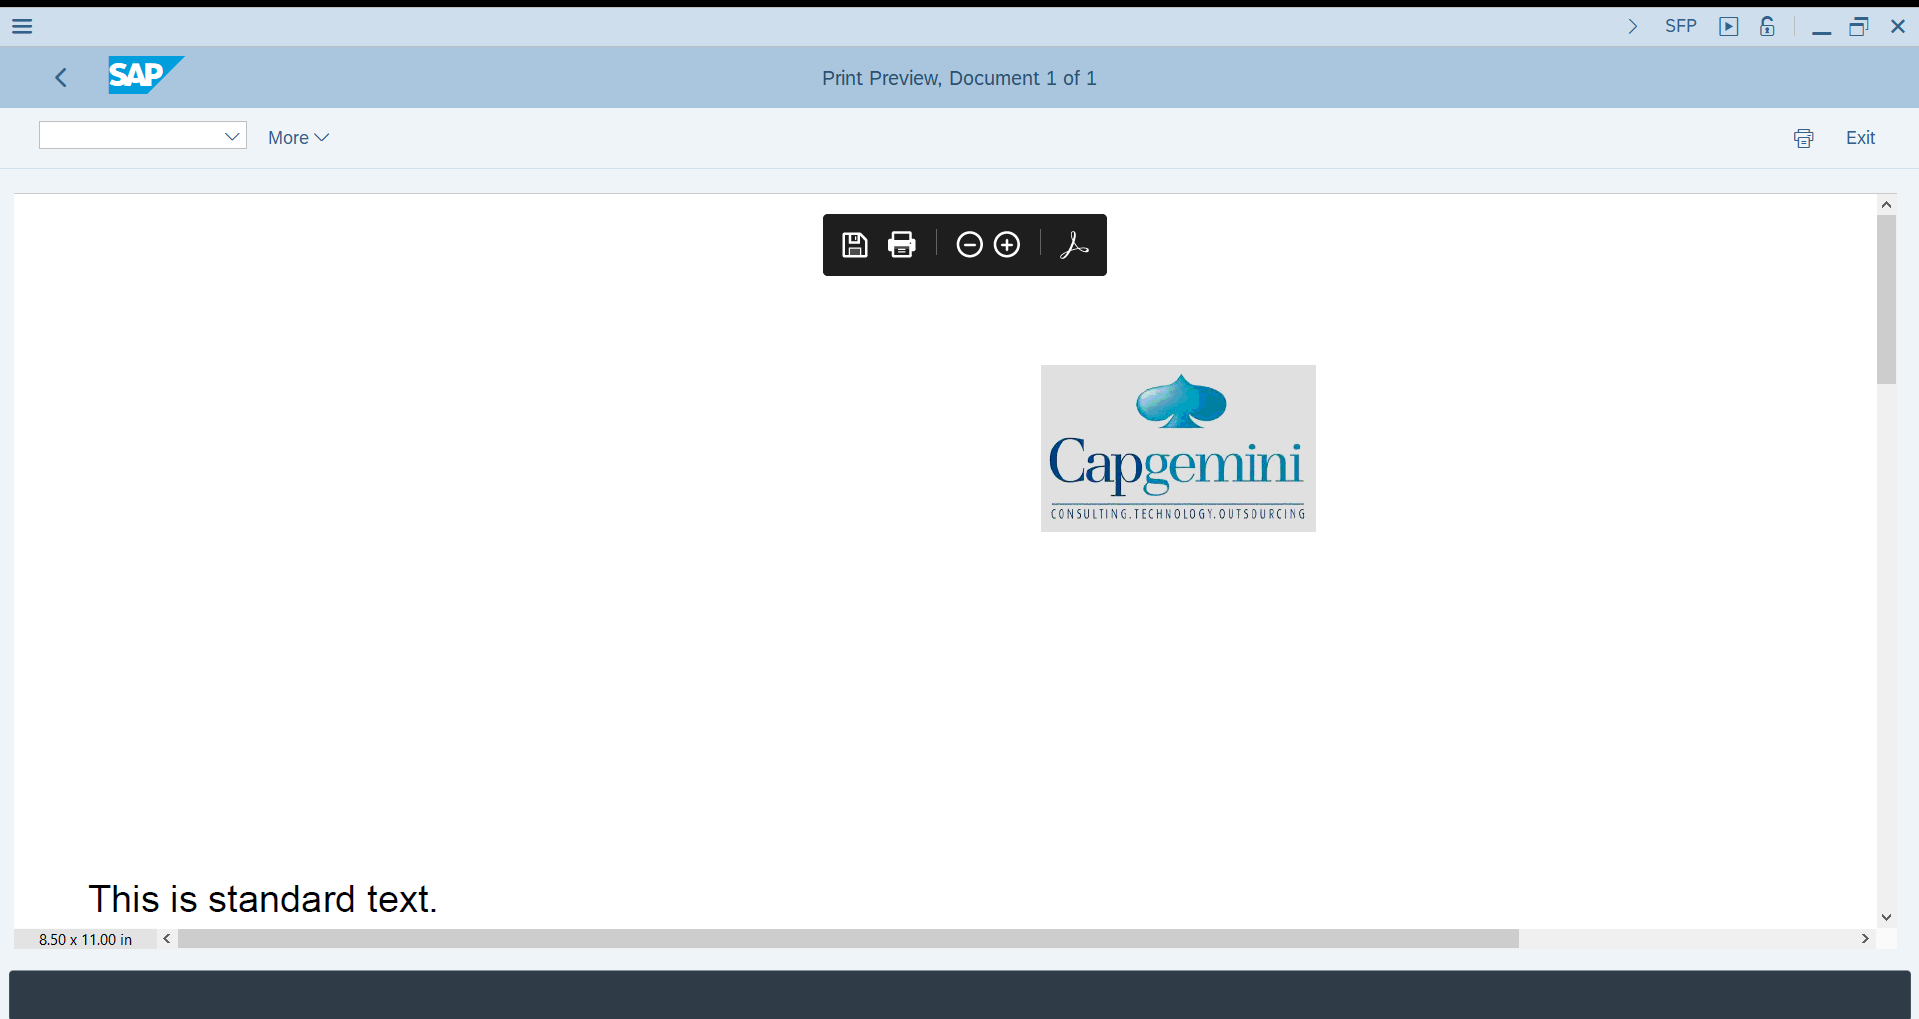 SFP
SAP
Print Preview, Document 1 of 1
More
Exit
Capgemini
CONSULTING.TECHNOLOGY.OUTSOURCING
This is standard text.
8.50 x 11.00 in